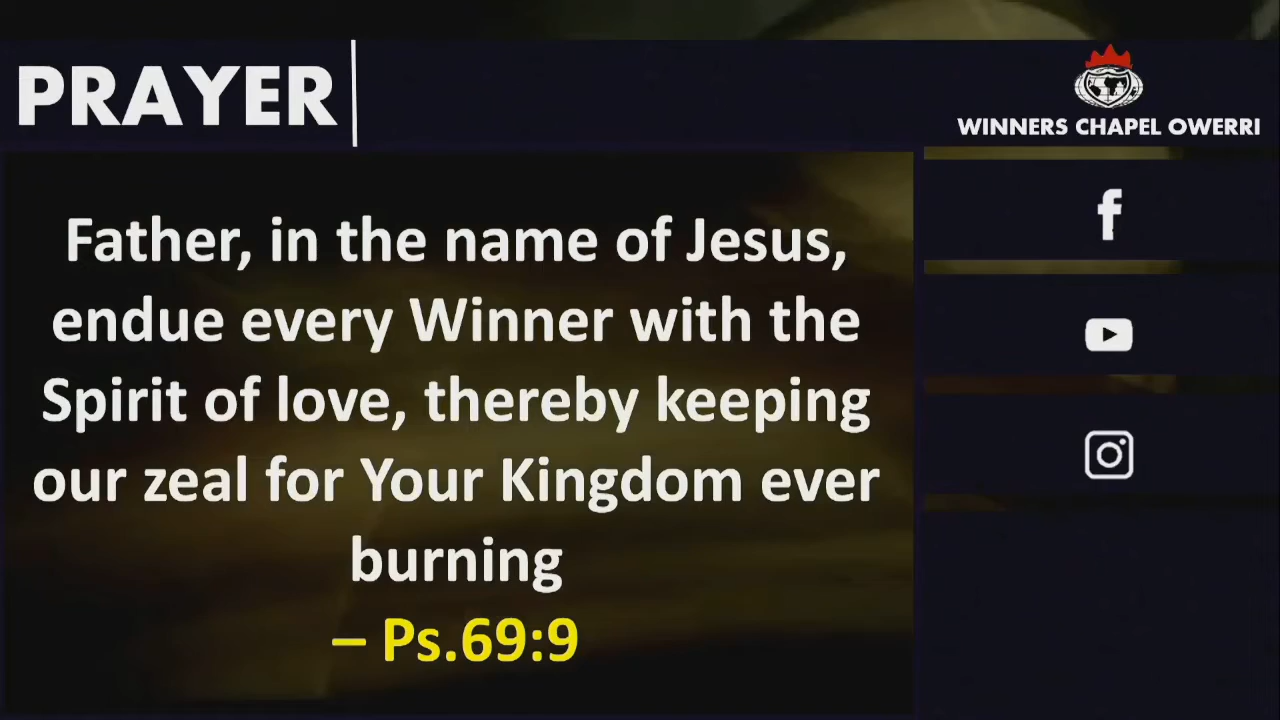 PRAYER
WINNERS CHAPEL OWERRI
Father, in the name of Jesus,
endue every Winner with the
Spirit of love, thereby keeping
our zeal for Your Kingdom ever
burning
– Ps.69:9